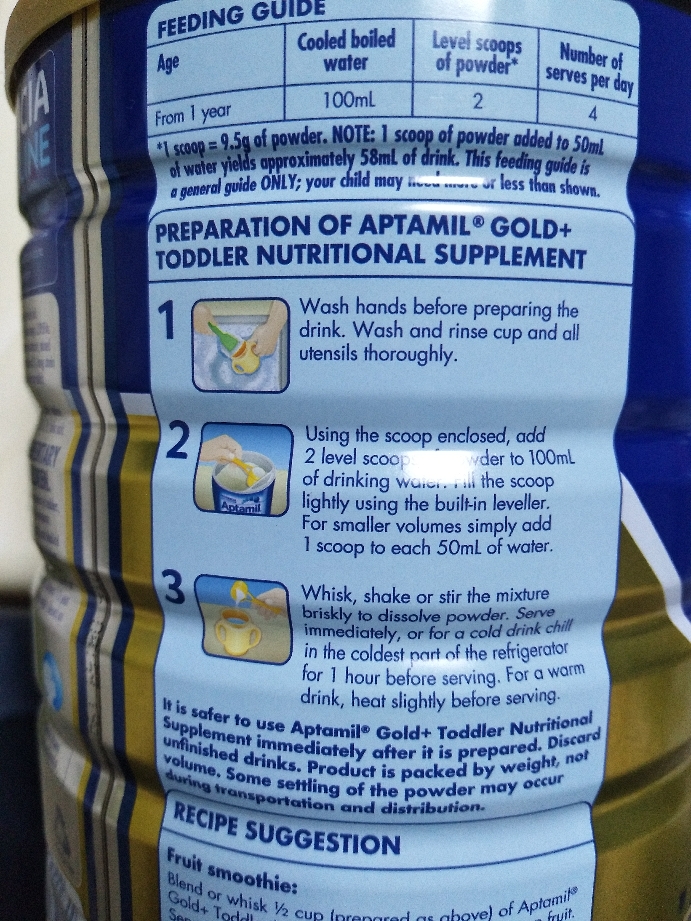 FEEDING GUIDE
Age
Cooled boiled water
Level scoops of powder*
Number of serves per day
From 1 year
100mL
2
4
*1 scoop = 9.5g of powder. NOTE: 1 scoop of powder added to 50mL
of water yields approximately 58mL of drink. This feeding guide is
a general guide ONLY; your child may need more or less than shown.
PREPARATION OF APTAMIL® GOLD+
TODDLER NUTRITIONAL SUPPLEMENT
1
Wash hands before preparing the
drink. Wash and rinse cup and all
utensils thoroughly.
2
Aptamil
Using the scoop enclosed, add
2 level scoops to 100mL
of drinking water. Fill the scoop
lightly using the built-in leveller.
For smaller volumes simply add
1 scoop to each 50mL of water.
3
Whisk, shake or stir the mixture
briskly to dissolve powder. Serve
immediately, or for a cold drink chill
in the coldest part of the refrigerator
for 1 hour before serving. For a warm
drink, heat slightly before serving.
It is safer to use Aptamil® Gold+ Toddler Nutritional
Supplement immediately after it is prepared. Discard
unfinished drinks. Product is packed by weight, not
volume. Some settling of the powder may occur
during transportation and distribution.
RECIPE SUGGESTION
Fruit smoothie:
Blend or whisk ½ cup (prepared as above) of Aptamil®
Gold+ fruit